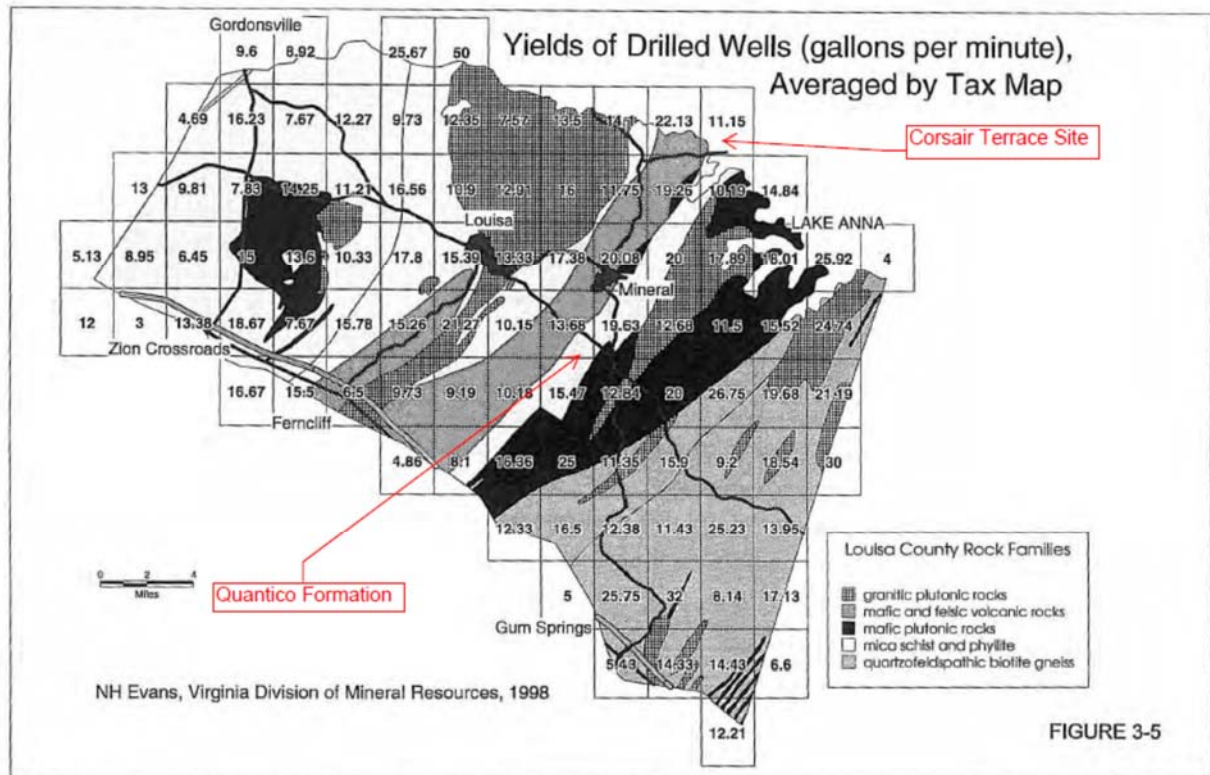 Gordonsville
Yields of Drilled Wells (gallons per minute),
Averaged by Tax Map
9.6 8.92 25.67 50
4.69 16.23 7.67 12.27 9.73 12.35 7.57 13.5 22.13 11.15
Corsair Terrace Site
13 9.81 7.83 14.25 11.21 16.56 10.9 12.91 16 11.75 19.26 10.19 14.84
Louisa
LAKE ANNA
5.13 8.95 6.45 15 13.6 10.33 17.8 15.39 13.33 17.38 20.08 20 17.89 16.01 25.92 4
Mineral
12 3 13.38 18.67 7.67 15.78 15.26 21.27 10.15 13.68 19.63 12.68 11.5 15.52 24.74
Zion Crossroads
16.67 15.5 6.5 9.73 9.19 10.18 15.47 12.84 20 26.75 19.68 21.19
Ferncliff
4.86 8.1 16.36 25 11.35 15.9 9.2 18.54 30
12.33 16.5 12.38 11.43 25.23 13.95
Louisa County Rock Families
0 2 4
Miles
Quantico Formation
5 25.75 32 8.14 17.13
granitic plutonic rocks
mafic and felsic volcanic rocks
mafic plutonic rocks
mica schist and phyllite
quartzofeldspathic biotite gneiss
Gum Springs
5.43 14.33 14.43 6.6
NH Evans, Virginia Division of Mineral Resources, 1998
12.21
FIGURE 3-5